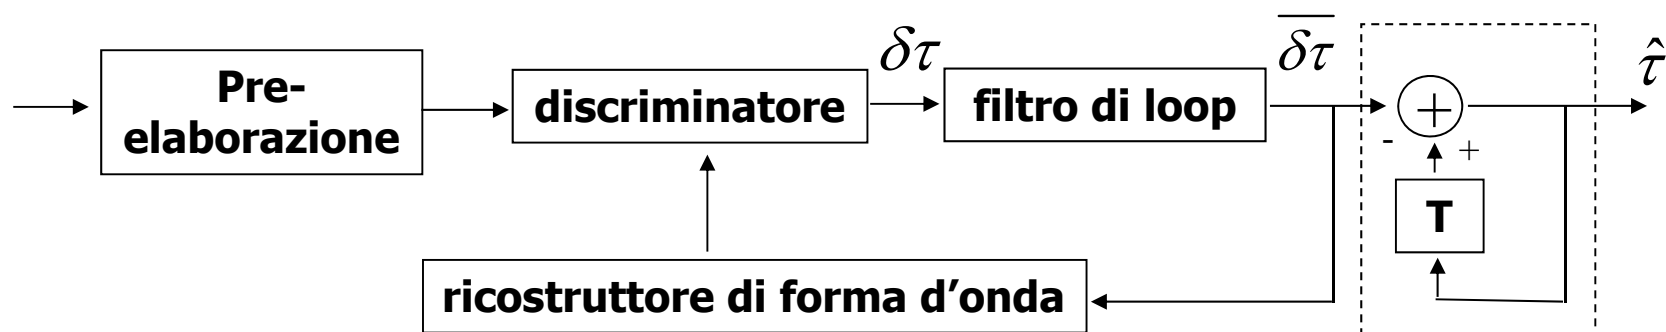 Pre-
elaborazione
discriminatore
δτ
filtro di loop
δτ̅
+
-
+
T
τ̂
ricostruttore di forma d’onda